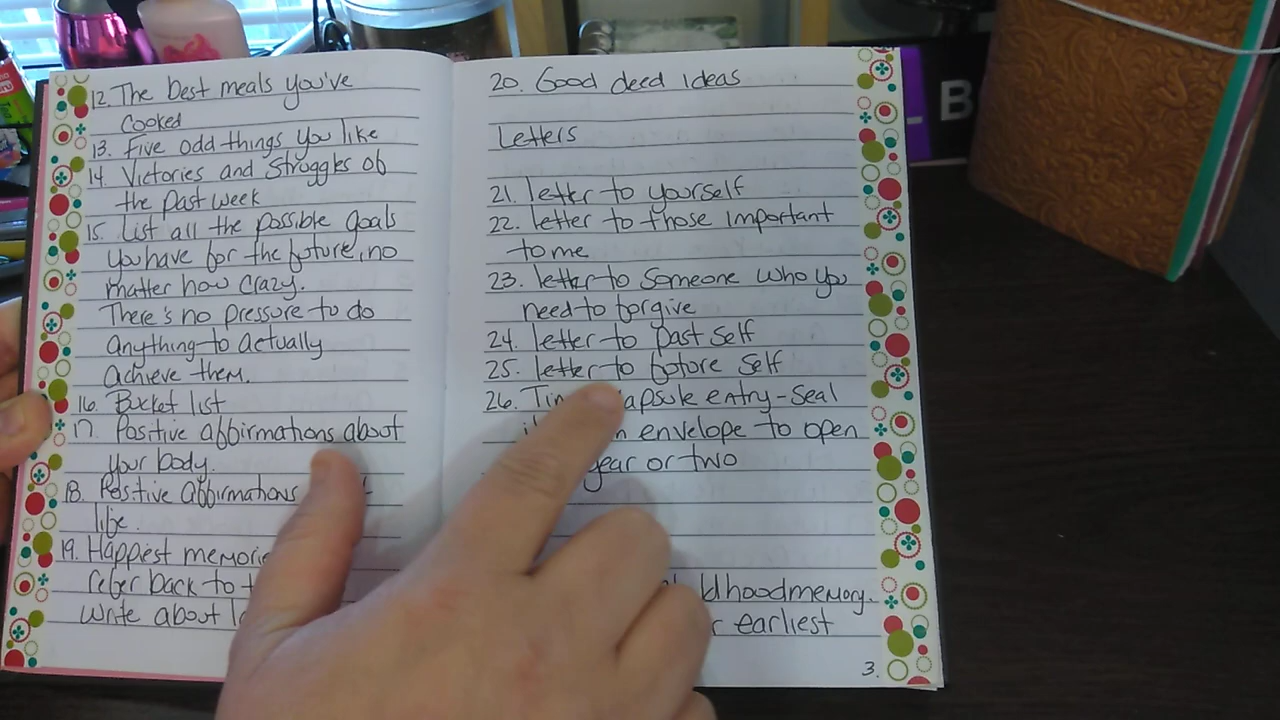 12. The best meals you've
Cooked
13. Five odd things you like
14. Victories and Struggles of
the past week
15. List all the possible goals
you have for the future, no
matter how crazy.
There's no pressure to do
anything to actually
achieve them.
16. Bucket list
17. Positive affirmations about
your body.
18. Positive affirmations
life.
19. Happiest
refer back to
write about
20. Good deed ideas
Letters
21. letter to yourself
22. letter to those important
to me
23. letter to someone who you
need to forgive
24. letter to past self
25. letter to future self
26. entry-seal
envelope to open
year or two
memory.
earliest
3.
B